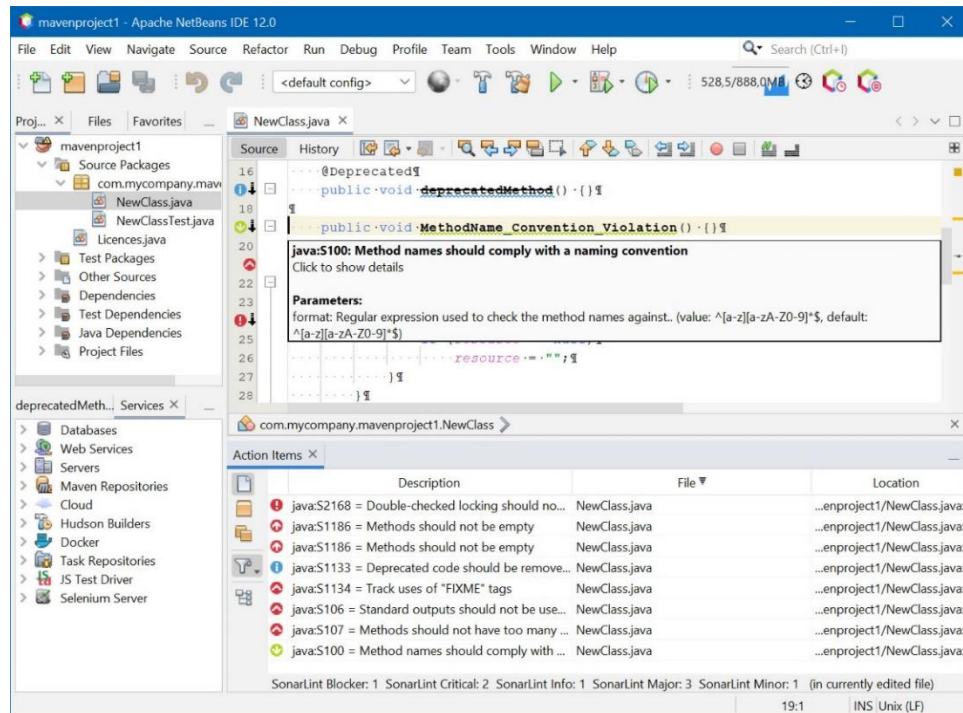 mavenproject1 - Apache NetBeans IDE 12.0
File Edit View Navigate Source Refactor Run Debug Profile Team Tools Window Help
Search (Ctrl+I)
<default config>
528,5/888,0MB
Proj... Files Favorites
mavenproject1
Source Packages
com.mycompany.mave
NewClass.java
NewClassTest.java
Licences.java
Test Packages
Other Sources
Dependencies
Test Dependencies
Java Dependencies
Project Files
deprecatedMeth... Services
Databases
Web Services
Servers
Maven Repositories
Cloud
Hudson Builders
Docker
Task Repositories
JS Test Driver
Selenium Server
NewClass.java
Source History
16 ····@Deprecated¶
····public·void·deprecatedMethod()·{}¶
18 ¶
····public·void·MethodName_Convention_Violation()·{}¶
20
22
23
25
26 resource·=·"";¶
27 }¶
28 }¶
java:S100: Method names should comply with a naming convention
Click to show details
Parameters:
format: Regular expression used to check the method names against.. (value: ^[a-z][a-zA-Z0-9]*$, default:
^[a-z][a-zA-Z0-9]*$)
com.mycompany.mavenproject1.NewClass
Action Items
Description File Location
java:S2168 = Double-checked locking should no... NewClass.java ...enproject1/NewClass.java:
java:S1186 = Methods should not be empty NewClass.java ...enproject1/NewClass.java:
java:S1186 = Methods should not be empty NewClass.java ...enproject1/NewClass.java:
java:S1133 = Deprecated code should be remove... NewClass.java ...enproject1/NewClass.java:
java:S1134 = Track uses of "FIXME" tags NewClass.java ...enproject1/NewClass.java:
java:S106 = Standard outputs should not be use... NewClass.java ...enproject1/NewClass.java:
java:S107 = Methods should not have too many ... NewClass.java ...enproject1/NewClass.java:
java:S100 = Method names should comply with ... NewClass.java ...enproject1/NewClass.java:
SonarLint Blocker: 1 SonarLint Critical: 2 SonarLint Info: 1 SonarLint Major: 3 SonarLint Minor: 1 (in currently edited file)
19:1 INS Unix (LF)